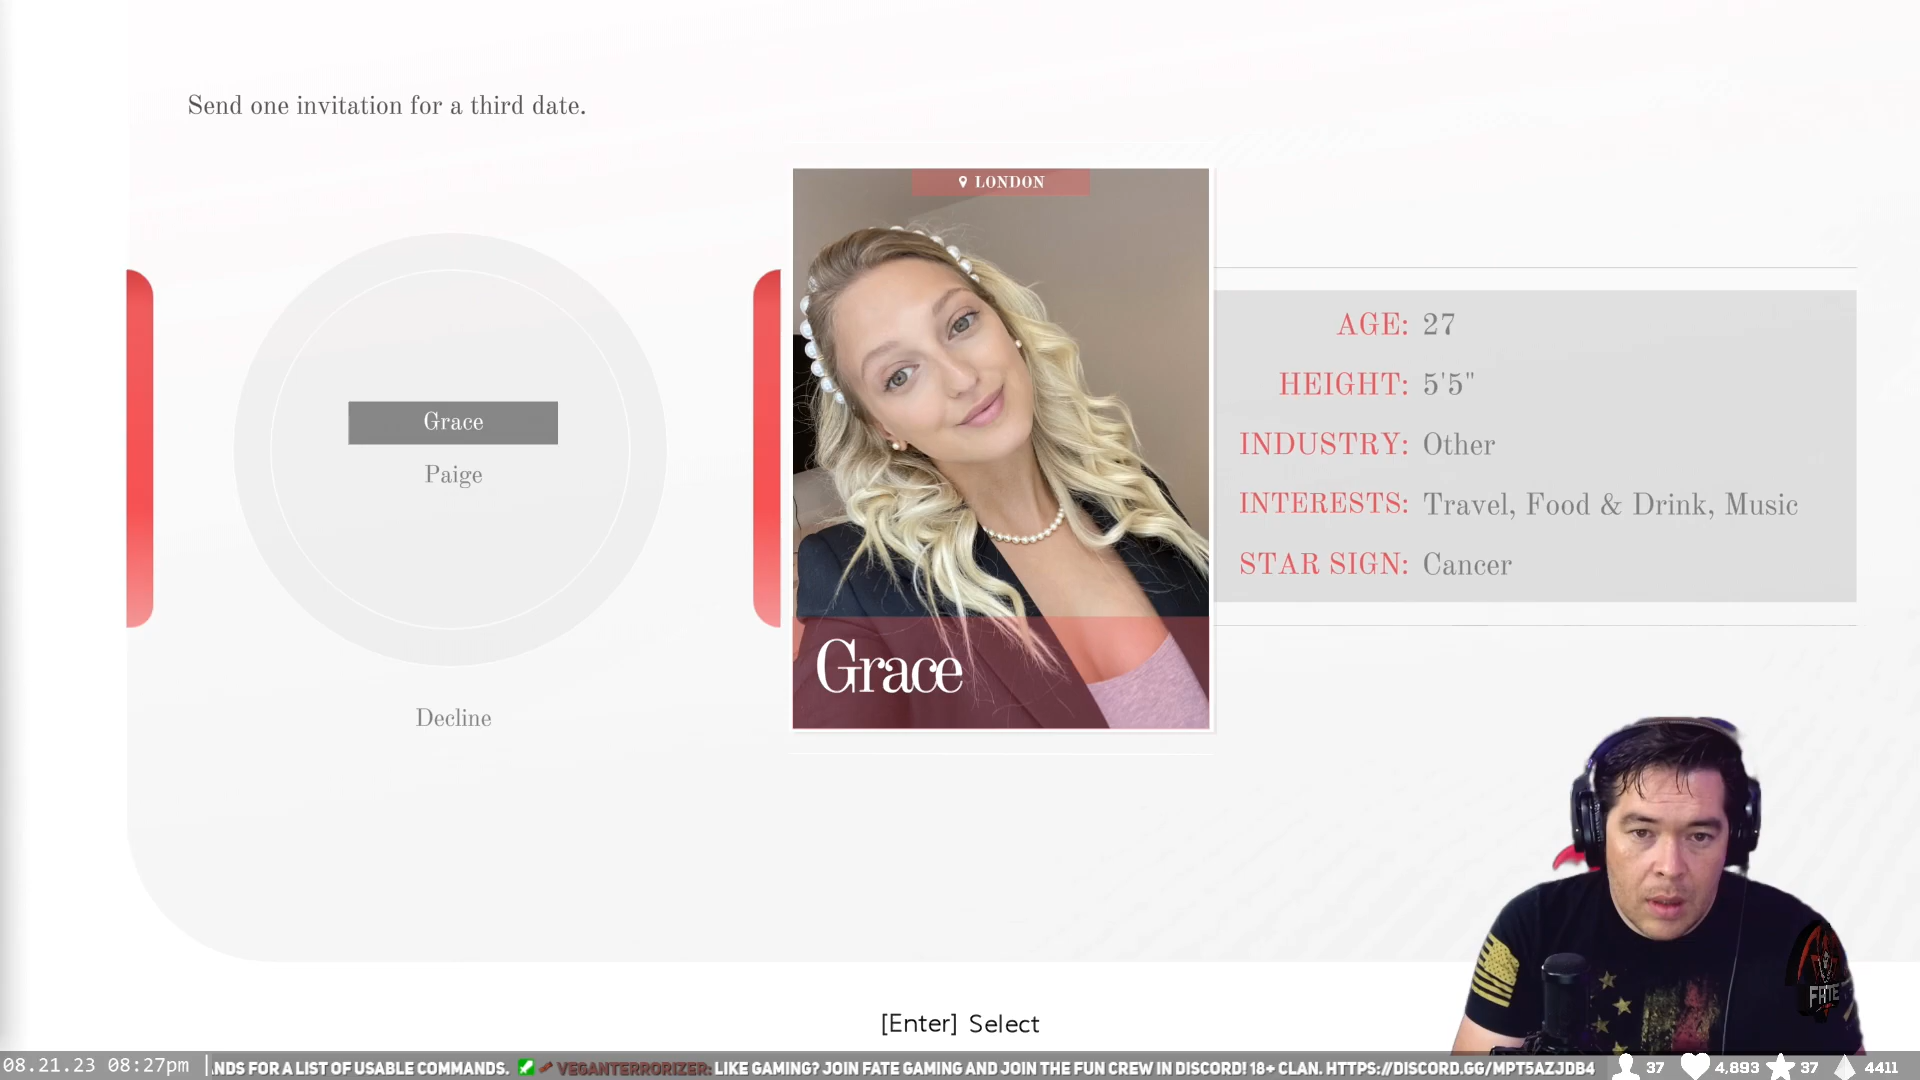 Send one invitation for a third date.
LONDON
Grace
Paige
Decline
Grace
AGE: 27
HEIGHT: 5'5"
INDUSTRY: Other
INTERESTS: Travel, Food & Drink, Music
STAR SIGN: Cancer
FATE
[Enter] Select
08.21.23 08:27pm
NDS FOR A LIST OF USABLE COMMANDS. VEGANTERRORIZER: LIKE GAMING? JOIN FATE GAMING AND JOIN THE FUN CREW IN DISCORD! 18+ CLAN. HTTPS://DISCORD.GG/MPT5AZJDB4
37 4,893 37 4411